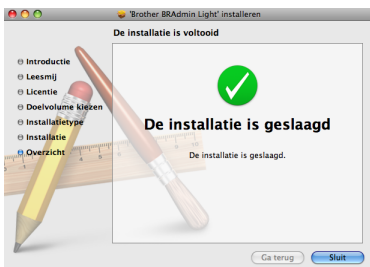 'Brother BRAdmin Light' installeren
De installatie is voltooid
Introductie
Leesmij
Licentie
Doelvolume kiezen
Installatietype
Installatie
Overzicht
De installatie is geslaagd
De installatie is geslaagd.
Ga terug
Sluit